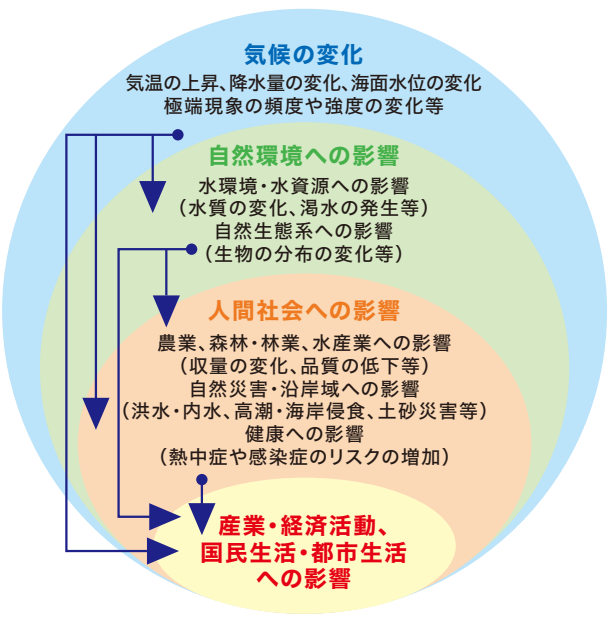 気候の変化
気温の上昇、降水量の変化、海面水位の変化
極端現象の頻度や強度の変化等
自然環境への影響
水環境・水資源への影響
（水質の変化、渇水の発生等）
自然生態系への影響
（生物の分布の変化等）
人間社会への影響
農業、森林・林業、水産業への影響
（収量の変化、品質の低下等）
自然災害・沿岸域への影響
（洪水・内水、高潮・海岸侵食、土砂災害等）
健康への影響
（熱中症や感染症のリスクの増加）
産業・経済活動、
国民生活・都市生活
への影響